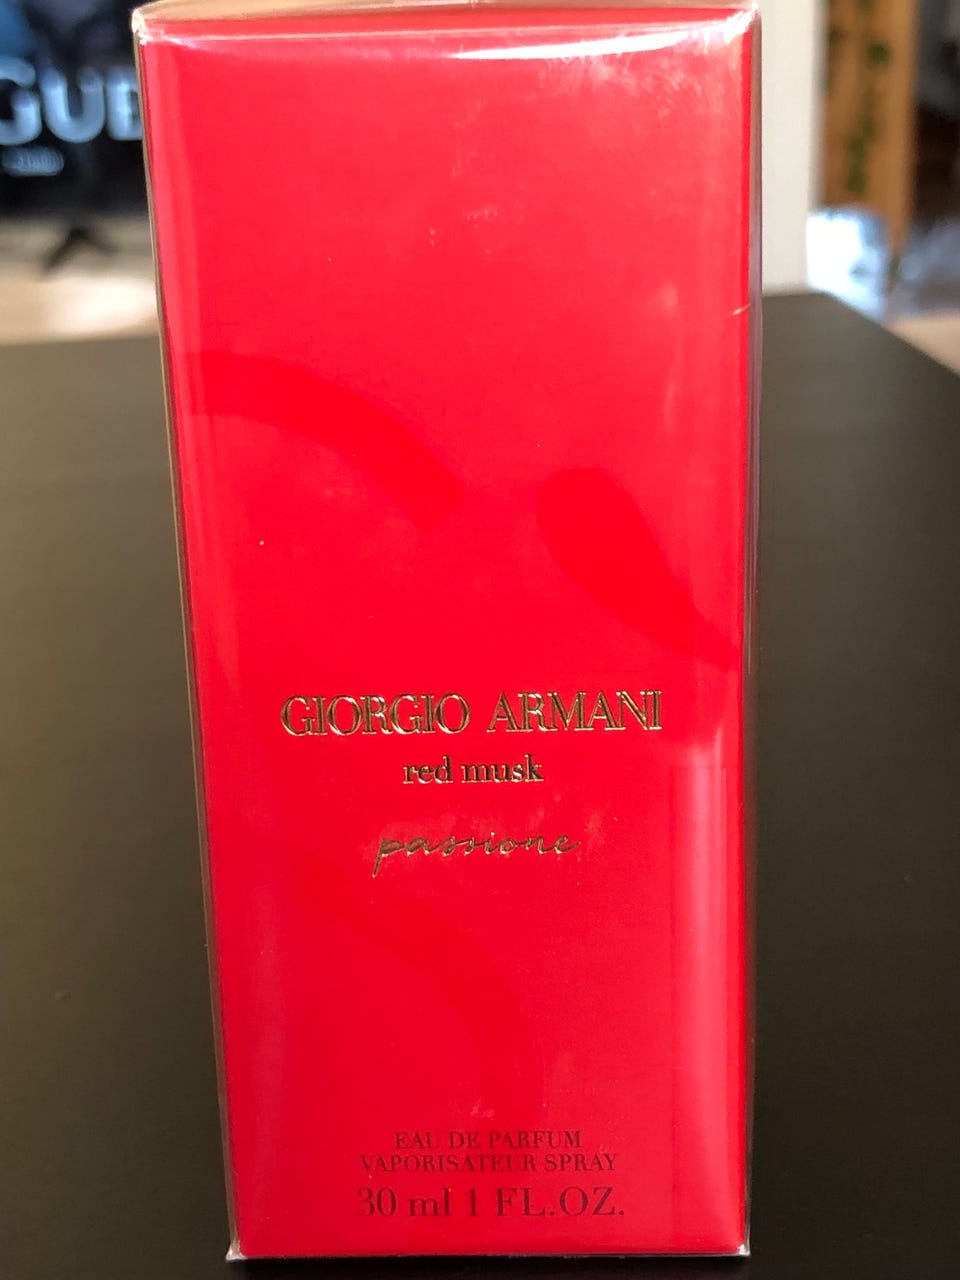 GIORGIO ARMANI
red musk
passione
EAU DE PARFUM
VAPORISATEUR SPRAY
30 ml 1 FL.OZ.